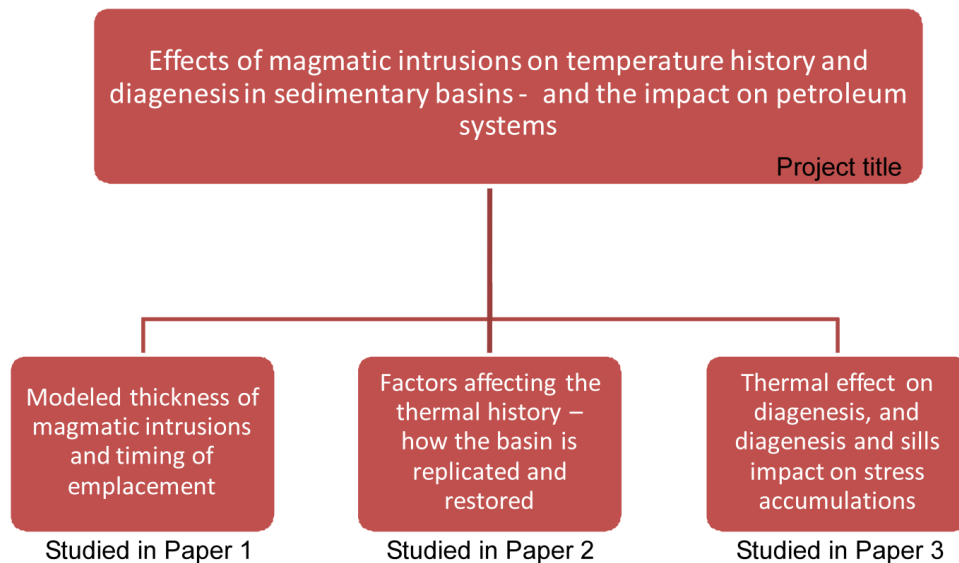 Effects of magmatic intrusions on temperature history and
diagenesis in sedimentary basins - and the impact on petroleum
systems
Project title
Modeled thickness of
magmatic intrusions
and timing of
emplacement
Studied in Paper 1
Factors affecting the
thermal history –
how the basin is
replicated and
restored
Studied in Paper 2
Thermal effect on
diagenesis, and
diagenesis and sills
impact on stress
accumulations
Studied in Paper 3